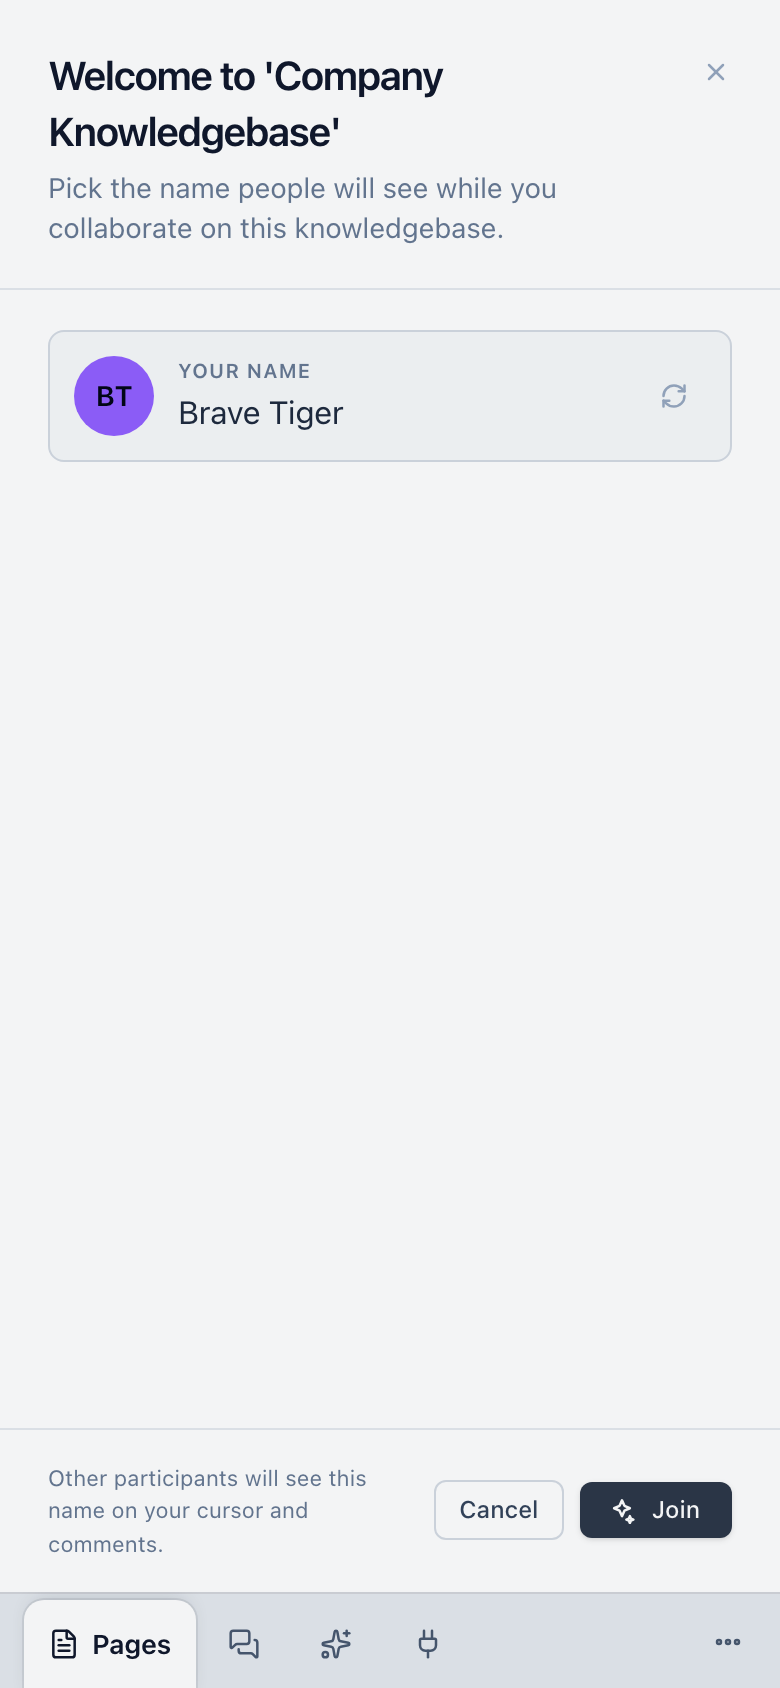 Welcome to 'Company
Knowledgebase'
Pick the name people will see while you
collaborate on this knowledgebase.
BT
YOUR NAME
Brave Tiger
Other participants will see this
name on your cursor and
comments.
Cancel
Join
Pages